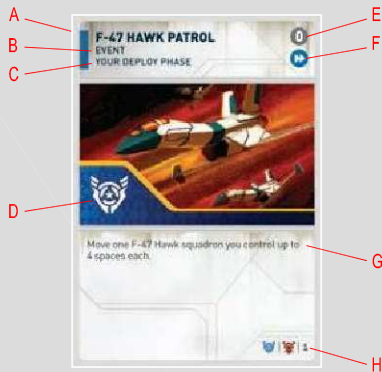 A
F-47 HAWK PATROL
0
E
B
EVENT
F
C
YOUR DEPLOY PHASE
D
Move one F-47 Hawk squadron you control up to
4 spaces each.
G
H